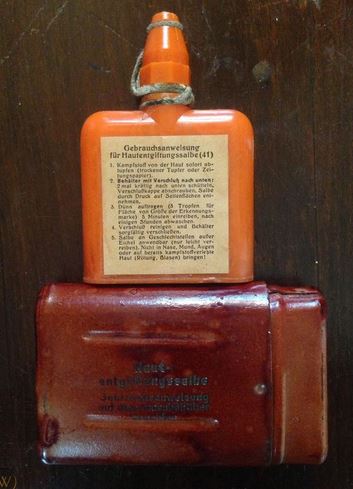 Gebrauchsanweisung
für Hautentgiftungssalbe (41)
1. Kampfstoff von der Haut sofort ab-
tupfen (trockener Tupfer oder Zei-
tungspapier).
2. Behälter mit Verschluß nach unten:
2 mal kräftig nach unten schütteln,
Verschlußkappe abschrauben. Salbe
durch Druck auf Seitenflächen ent-
nehmen.
3. Dünn auftragen (3 Tropfen für
Fläche von Größe der Erkennungs-
marke) 5 Minuten einreiben, nach
einigen Stunden abwaschen.
4. Verschluß reinigen und Behälter
sorgfältig verschließen.
5. Salbe an Geschlechtsteilen außer
Eichel anwendbar (nur leicht ver-
reiben). Nicht in Nase, Mund, Augen
oder auf bereits kampfstoffverletzte
Haut (Rötung, Blasen) bringen!
Haut-
entgiftungssalbe
Gebrauchsanweisung
auf dem
W)